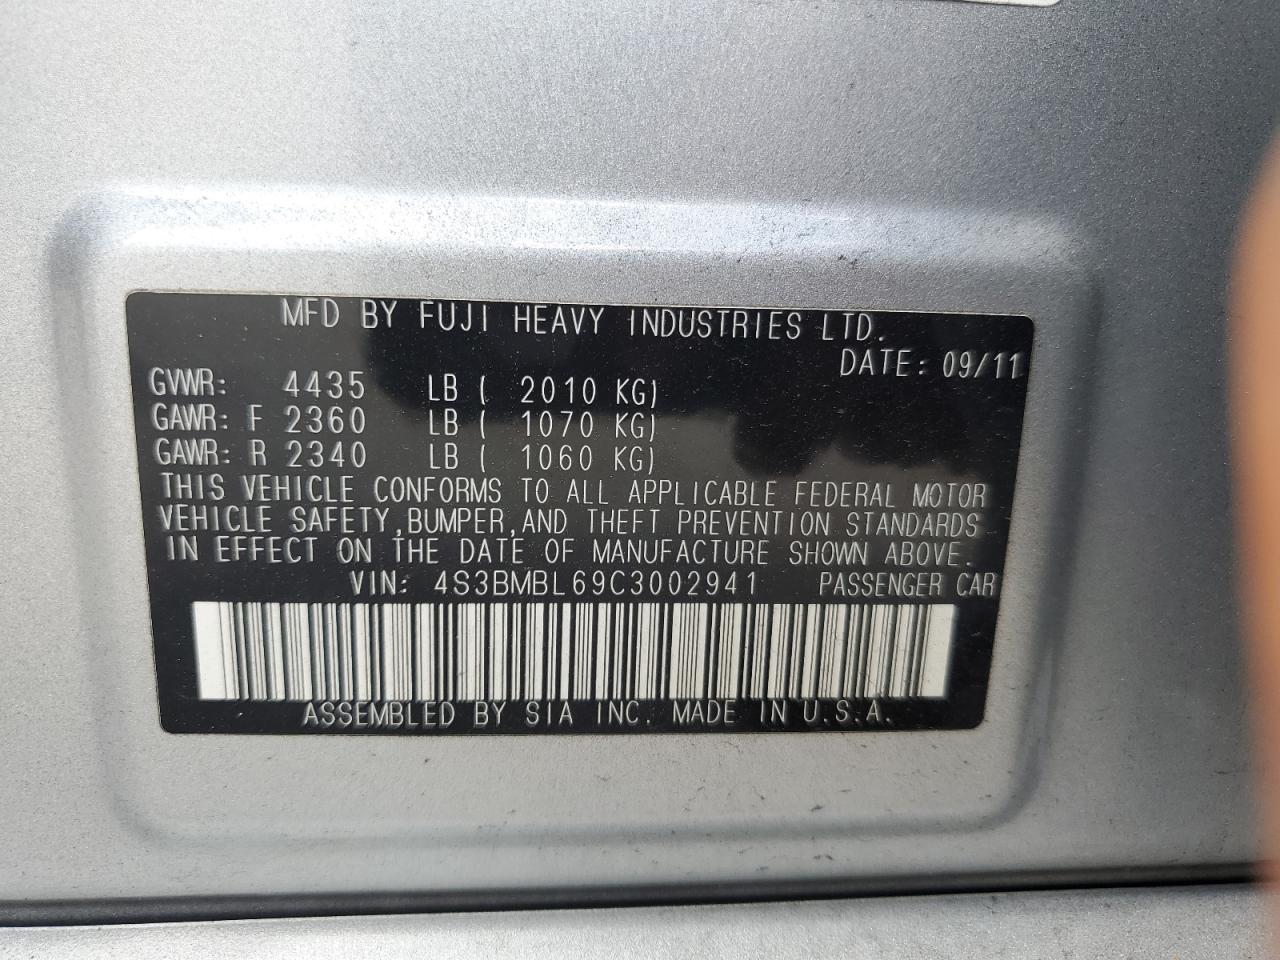 MFD BY FUJI HEAVY INDUSTRIES LTD.
DATE: 09/11
GVWR: 4435 LB ( 2010 KG)
GAWR: F 2360 LB ( 1070 KG)
GAWR: R 2340 LB ( 1060 KG)
THIS VEHICLE CONFORMS TO ALL APPLICABLE FEDERAL MOTOR
VEHICLE SAFETY,BUMPER,AND THEFT PREVENTION STANDARDS
IN EFFECT ON THE DATE OF MANUFACTURE SHOWN ABOVE.
VIN: 4S3BMBL69C3002941 PASSENGER CAR
ASSEMBLED BY SIA INC. MADE IN U.S.A.